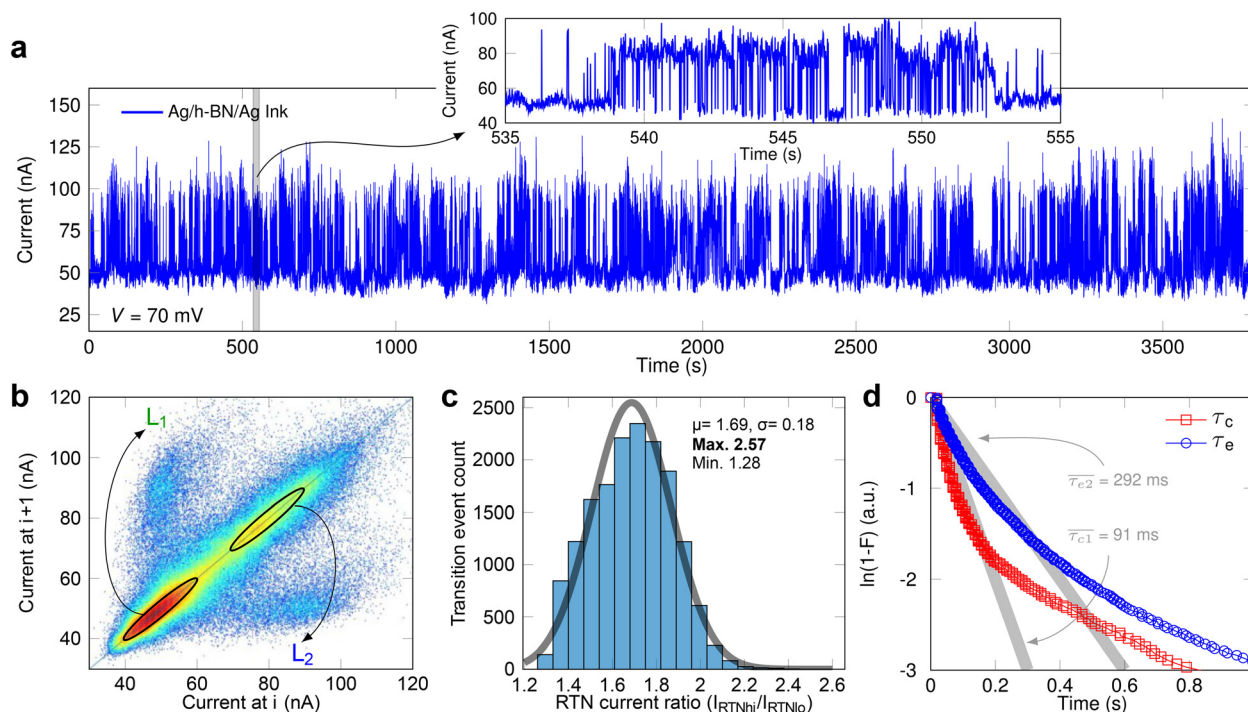 a
Current (nA)
160
150
125
100
75
50
25
Ag/h-BN/Ag Ink
V = 70 mV
0 500 1000 1500 2000 2500 3000 3500
Time (s)
Current (nA)
100
80
60
40
535 540 545 550 555
Time (s)
b
Current at i+1 (nA)
120
100
80
60
40
L1
L2
40 60 80 100 120
Current at i (nA)
c
Transition event count
2500
2000
1500
1000
500
0
μ= 1.69, σ= 0.18
Max. 2.57
Min. 1.28
1.2 1.4 1.6 1.8 2.0 2.2 2.4 2.6
RTN current ratio (IRTNhi/IRTNlo)
d
ln(1-F) (a.u.)
0
-1
-2
-3
τc
τe
τe2 = 292 ms
τc1 = 91 ms
0 0.2 0.4 0.6 0.8
Time (s)